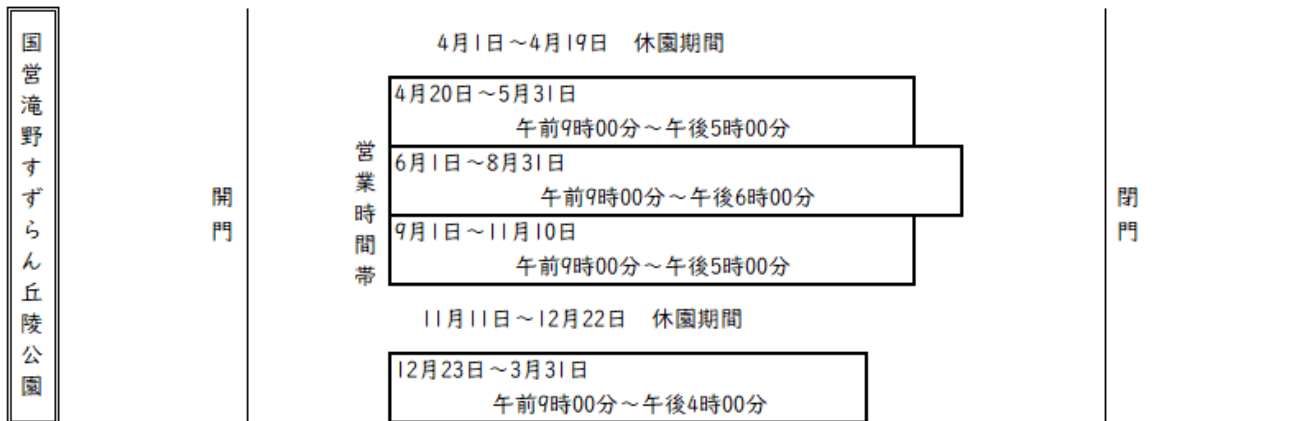 国営滝野すずらん丘陵公園
開門
営業時間帯
4月1日～4月19日　休園期間
4月20日～5月31日
午前9時00分～午後5時00分
6月1日～8月31日
午前9時00分～午後6時00分
9月1日～11月10日
午前9時00分～午後5時00分
11月11日～12月22日　休園期間
12月23日～3月31日
午前9時00分～午後4時00分
閉門